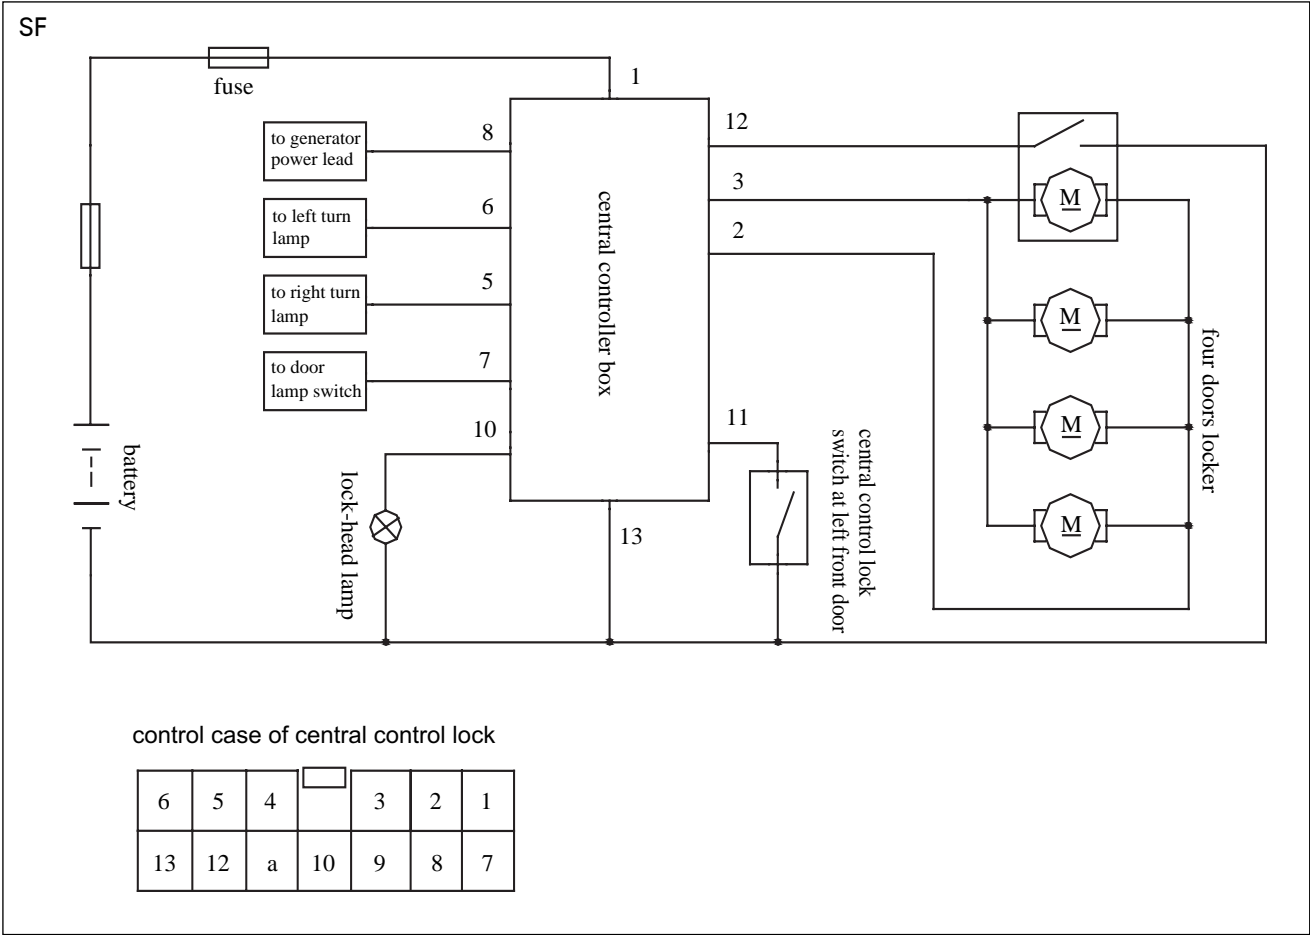 SF
fuse
1
to generator
power lead
8
to left turn
lamp
6
to right turn
lamp
5
to door
lamp switch
7
10
central controller box
12
3
2
11
13
M
M
M
M
four doors locker
central control lock
switch at left front door
battery
lock-head lamp
control case of central control lock
6 5 4 3 2 1
13 12 a 10 9 8 7